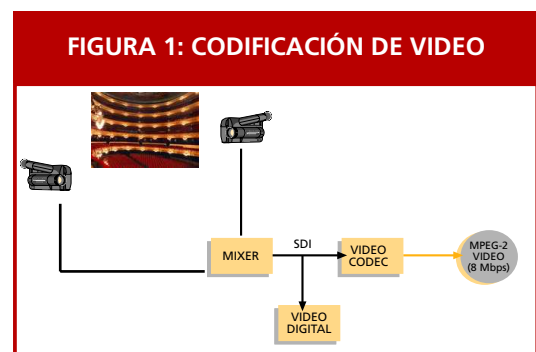 FIGURA 1: CODIFICACIÓN DE VIDEO
MIXER
SDI
VIDEO
CODEC
MPEG-2
VIDEO
(8 Mbps)
VIDEO
DIGITAL